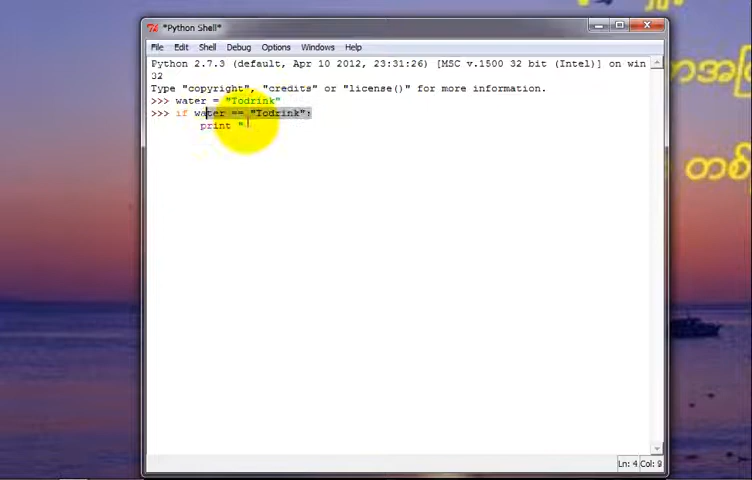 *Python Shell*
File Edit Shell Debug Options Windows Help
Python 2.7.3 (default, Apr 10 2012, 23:31:26) [MSC v.1500 32 bit (Intel)] on win
32
Type "copyright", "credits" or "license()" for more information.
>>> water = "Todrink"
>>> if water == "Todrink":
print "
Ln: 4 Col: 9
တစ်